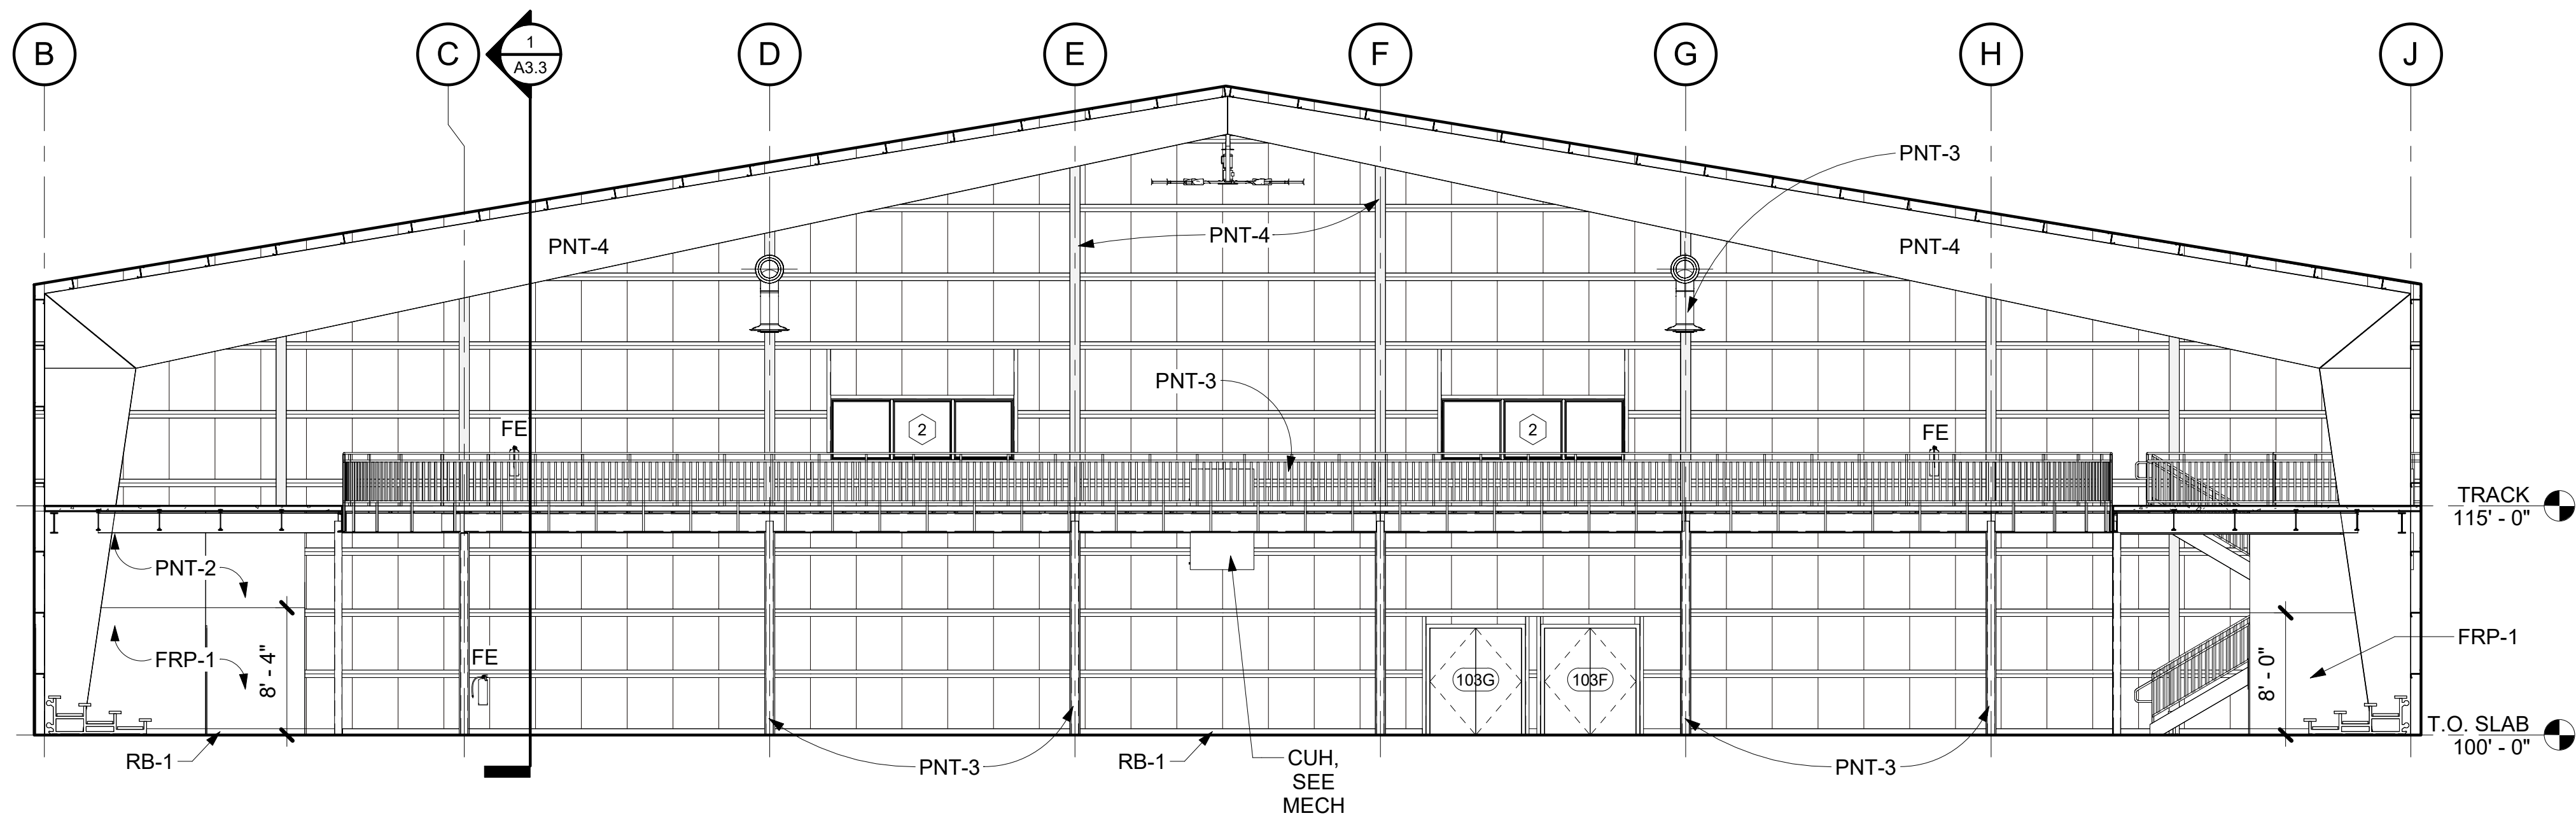 B
C
1
A3.3
D
E
F
G
H
J
PNT-3
PNT-4
PNT-4
PNT-4
PNT-3
2
2
FE
FE
TRACK
115' - 0"
PNT-2
FRP-1
8' - 4"
FE
103G
103F
8' - 0"
FRP-1
T.O. SLAB
100' - 0"
RB-1
PNT-3
RB-1
CUH,
SEE
MECH
PNT-3